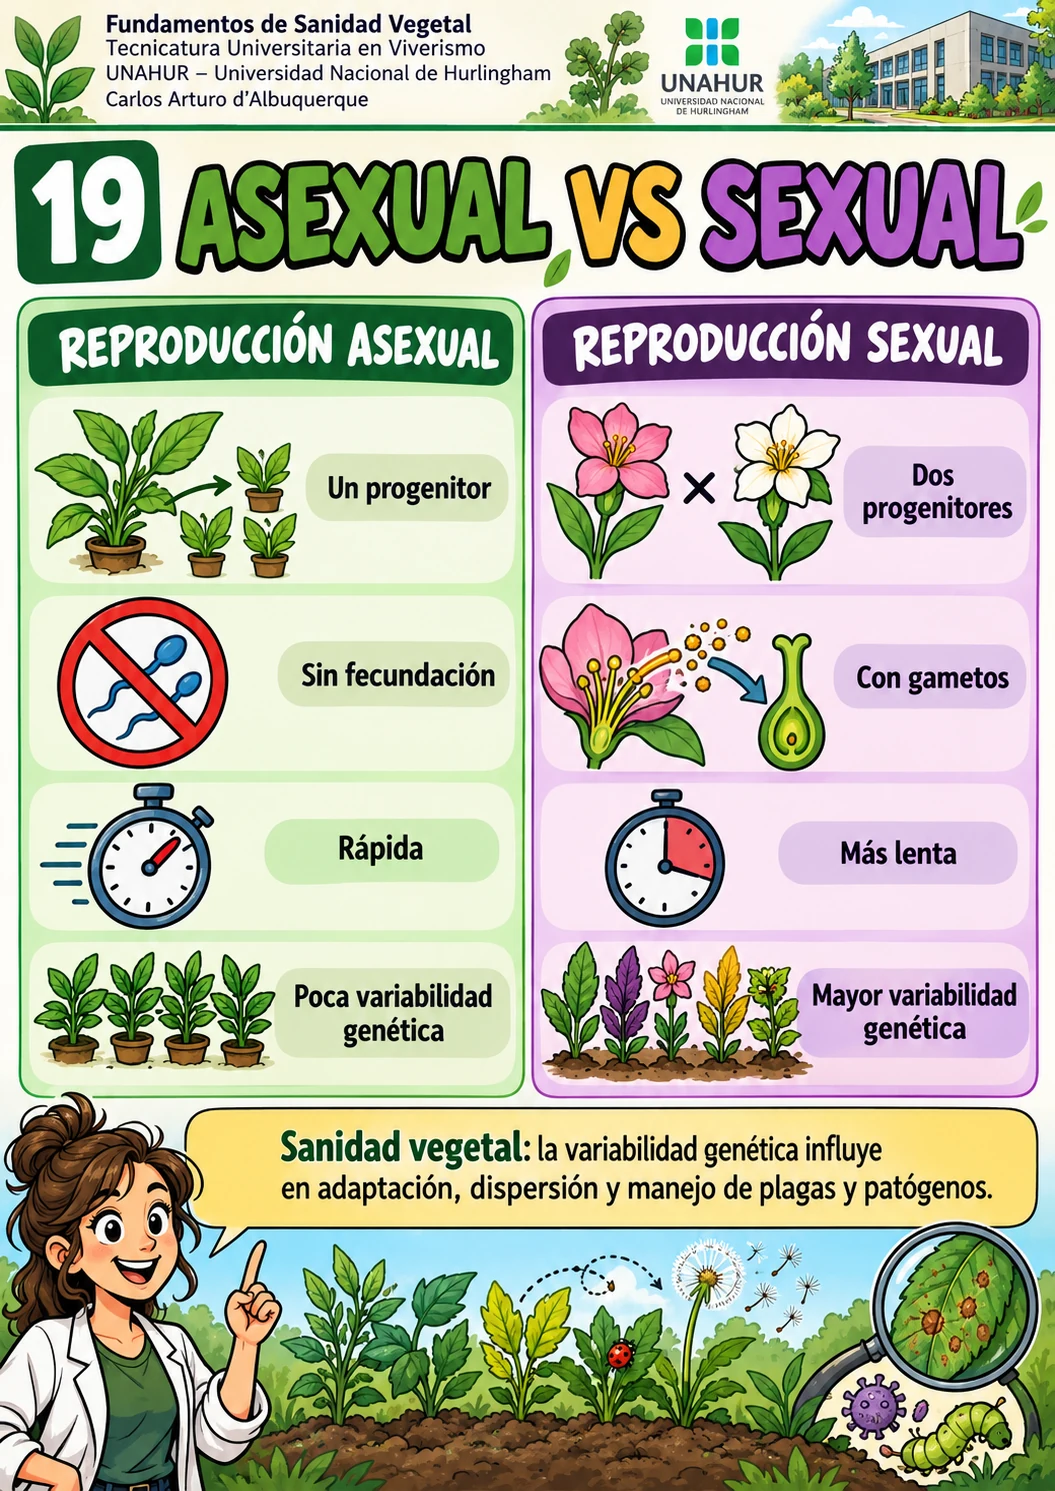 Fundamentos de Sanidad Vegetal
Tecnicatura Universitaria en Viverismo
UNAHUR – Universidad Nacional de Hurlingham
Carlos Arturo d'Albuquerque
UNAHUR
UNIVERSIDAD NACIONAL
DE HURLINGHAM
19 ASEXUAL VS SEXUAL
REPRODUCCIÓN ASEXUAL
Un progenitor
Sin fecundación
Rápida
Poca variabilidad
genética
REPRODUCCIÓN SEXUAL
Dos
progenitores
Con gametos
Más lenta
Mayor variabilidad
genética
Sanidad vegetal: la variabilidad genética influye
en adaptación, dispersión y manejo de plagas y patógenos.